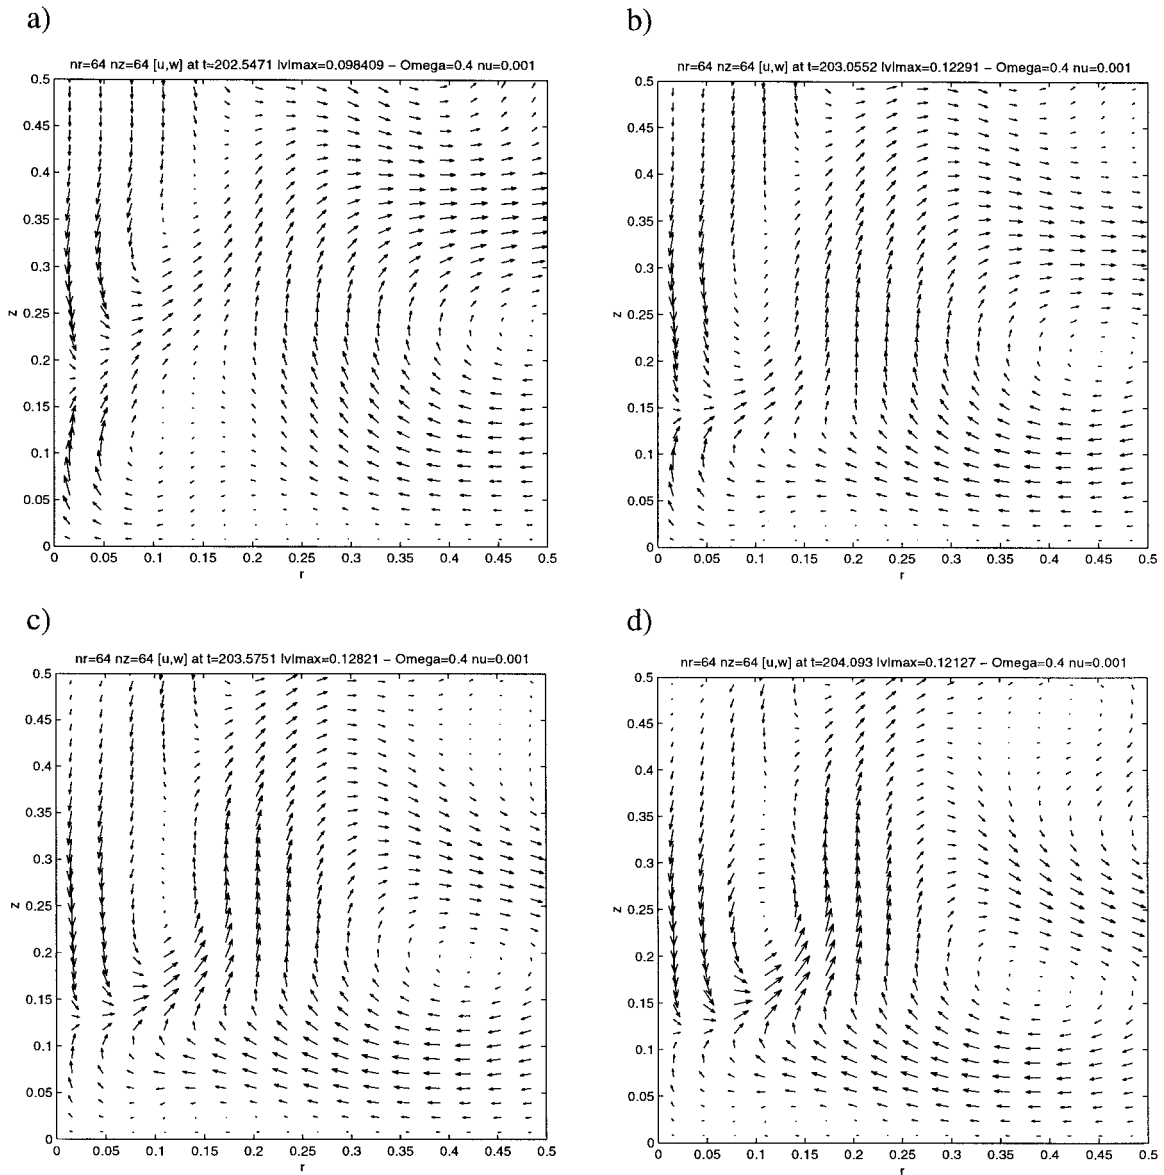 a)
nr=64 nz=64 [u,w] at t=202.5471 lvlmax=0.098409 – Omega=0.4 nu=0.001
0.5
0.45
0.4
0.35
0.3
z 0.25
0.2
0.15
0.1
0.05
0
0 0.05 0.1 0.15 0.2 0.25 0.3 0.35 0.4 0.45 0.5
r
b)
nr=64 nz=64 [u,w] at t=203.0552 lvlmax=0.12291 – Omega=0.4 nu=0.001
0.5
0.45
0.4
0.35
0.3
z 0.25
0.2
0.15
0.1
0.05
0
0 0.05 0.1 0.15 0.2 0.25 0.3 0.35 0.4 0.45 0.5
r
c)
nr=64 nz=64 [u,w] at t=203.5751 lvlmax=0.12821 – Omega=0.4 nu=0.001
0.5
0.45
0.4
0.35
0.3
z 0.25
0.2
0.15
0.1
0.05
0
0 0.05 0.1 0.15 0.2 0.25 0.3 0.35 0.4 0.45 0.5
r
d)
nr=64 nz=64 [u,w] at t=204.093 lvlmax=0.12127 – Omega=0.4 nu=0.001
0.5
0.45
0.4
0.35
0.3
z 0.25
0.2
0.15
0.1
0.05
0
0 0.05 0.1 0.15 0.2 0.25 0.3 0.35 0.4 0.45 0.5
r